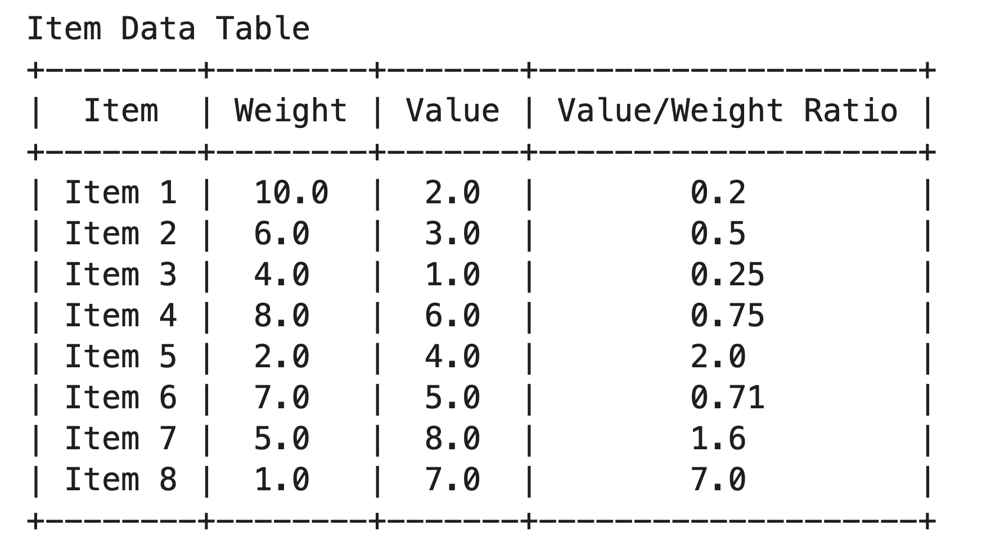 Item Data Table
+--------+--------+-------+--------------------+
|  Item  | Weight | Value | Value/Weight Ratio |
+--------+--------+-------+--------------------+
| Item 1 |  10.0  |  2.0  |        0.2         |
| Item 2 |  6.0   |  3.0  |        0.5         |
| Item 3 |  4.0   |  1.0  |        0.25        |
| Item 4 |  8.0   |  6.0  |        0.75        |
| Item 5 |  2.0   |  4.0  |        2.0         |
| Item 6 |  7.0   |  5.0  |        0.71        |
| Item 7 |  5.0   |  8.0  |        1.6         |
| Item 8 |  1.0   |  7.0  |        7.0         |
+--------+--------+-------+--------------------+